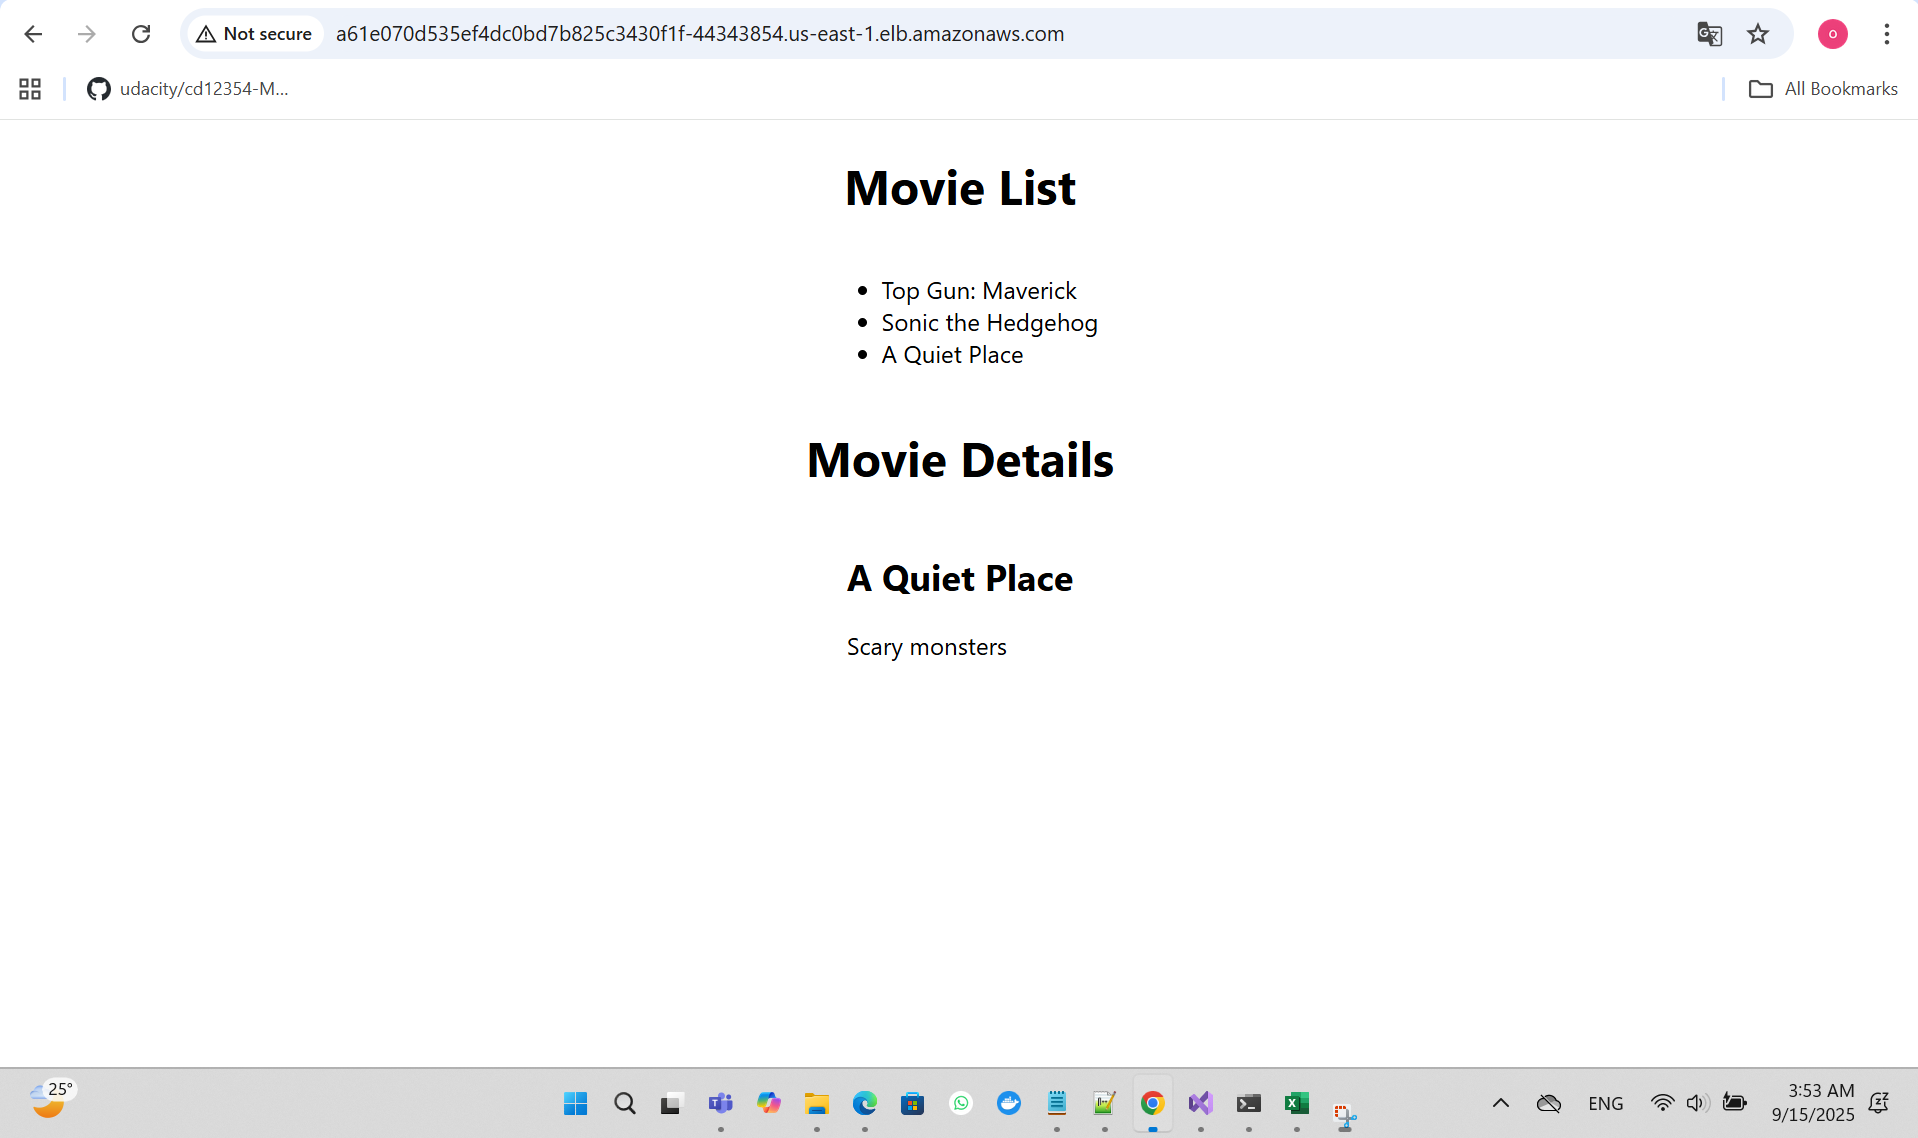 Not secure
a61e070d535ef4dc0bd7b825c3430f1f-44343854.us-east-1.elb.amazonaws.com
o
udacity/cd12354-M...
All Bookmarks
Movie List
Top Gun: Maverick
Sonic the Hedgehog
A Quiet Place
Movie Details
A Quiet Place
Scary monsters
25°
ENG
3:53 AM
9/15/2025